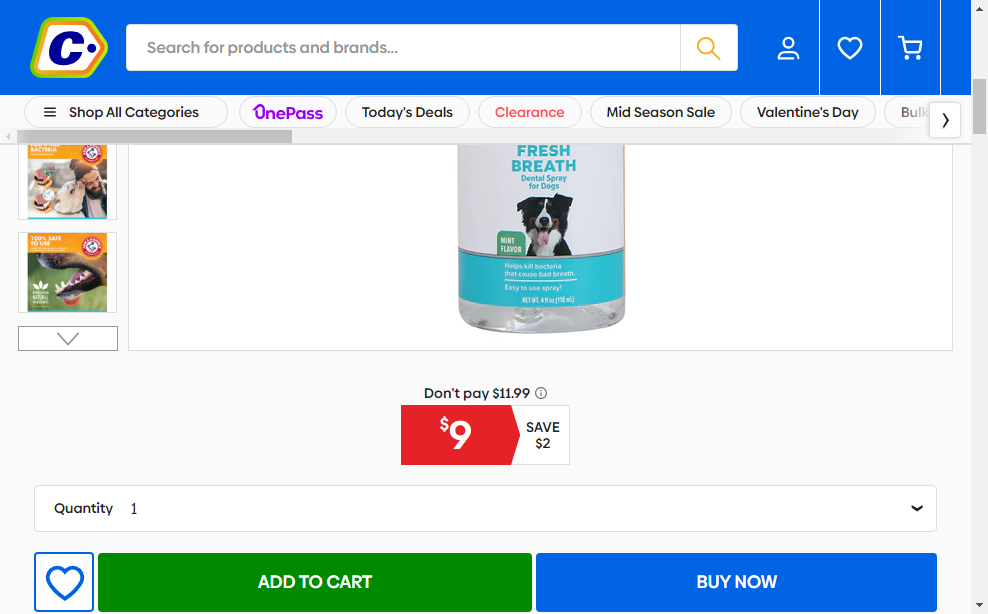 C
Search for products and brands...
Shop All Categories
OnePass
Today's Deals
Clearance
Mid Season Sale
Valentine's Day
BACTERIA
100% SAFE
TO USE
FRESH
BREATH
Dental Spray
for Dogs
MINT
FLAVOR
Helps kill bacteria
that cause bad breath.
Easy to use spray!
NET WT. 4 fl oz (118 mL)
Don't pay $11.99
$9
SAVE
$2
Quantity 1
ADD TO CART
BUY NOW